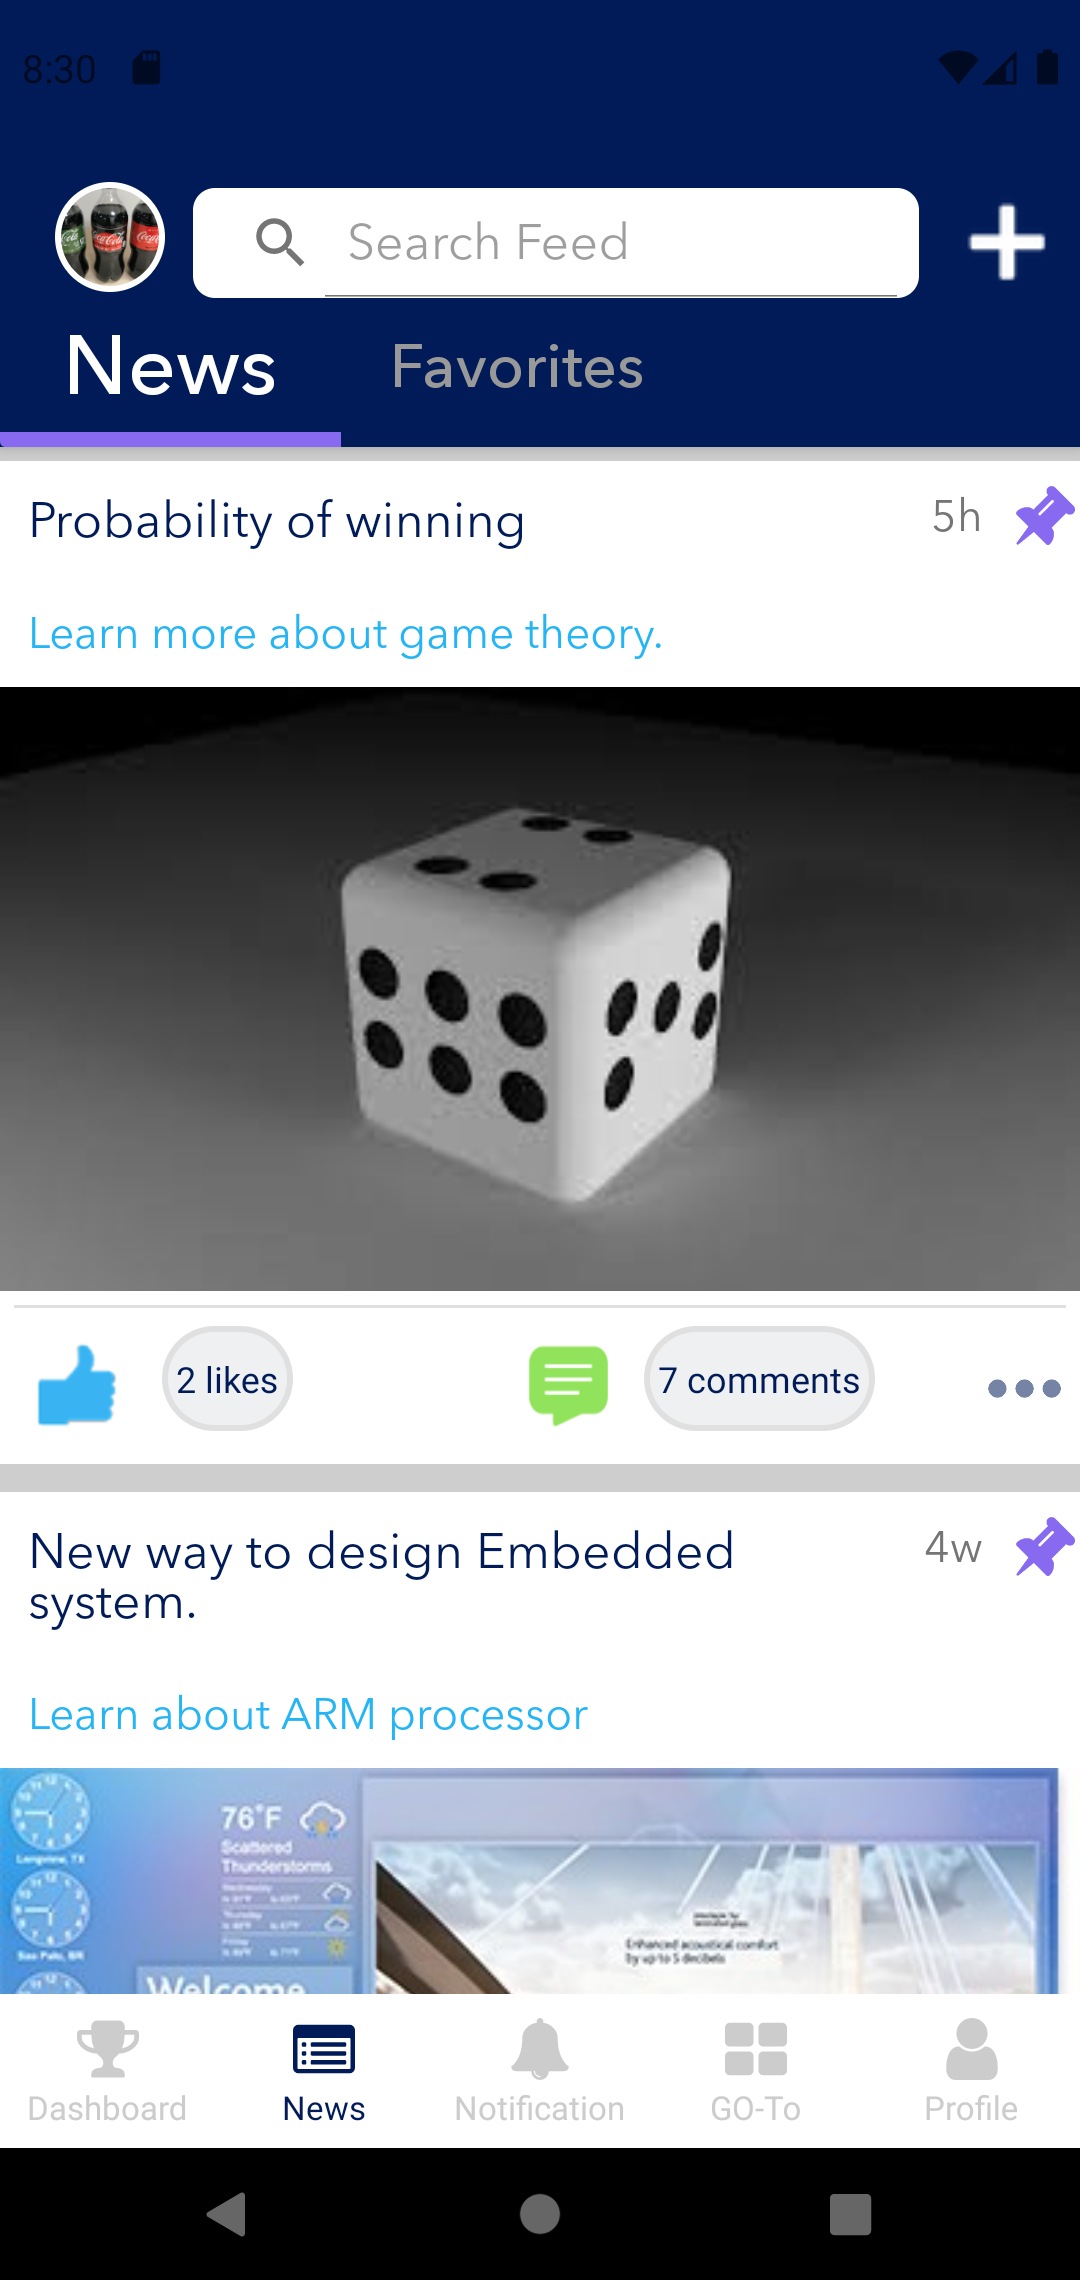 8:30
Search Feed
News
Favorites
Probability of winning
5h
Learn more about game theory.
2 likes
7 comments
New way to design Embedded
system.
4w
Learn about ARM processor
76°F
Scattered
Thunderstorms
Enhanced acoustical comfort
by up to 5 decibels
Welcome
Dashboard
News
Notification
GO-To
Profile